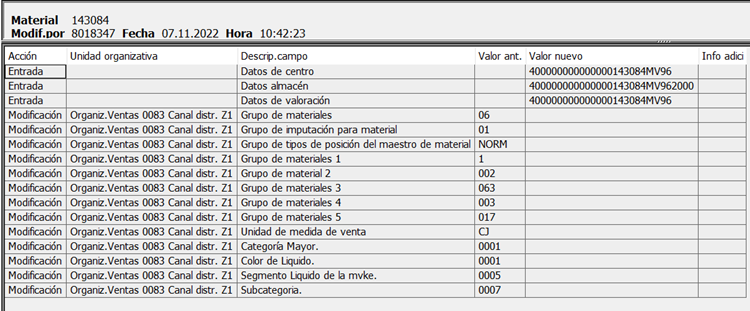 Material 143084
Modif.por 8018347 Fecha 07.11.2022 Hora 10:42:23
Acción Unidad organizativa Descrip.campo Valor ant. Valor nuevo Info adici
Entrada Datos de centro 400000000000000143084MV96
Entrada Datos almacén 400000000000000143084MV962000
Entrada Datos de valoración 400000000000000143084MV96
Modificación Organiz.Ventas 0083 Canal distr. Z1 Grupo de materiales 06
Modificación Organiz.Ventas 0083 Canal distr. Z1 Grupo de imputación para material 01
Modificación Organiz.Ventas 0083 Canal distr. Z1 Grupo de tipos de posición del maestro de material NORM
Modificación Organiz.Ventas 0083 Canal distr. Z1 Grupo de materiales 1 1
Modificación Organiz.Ventas 0083 Canal distr. Z1 Grupo de material 2 002
Modificación Organiz.Ventas 0083 Canal distr. Z1 Grupo de materiales 3 063
Modificación Organiz.Ventas 0083 Canal distr. Z1 Grupo de materiales 4 003
Modificación Organiz.Ventas 0083 Canal distr. Z1 Grupo de materiales 5 017
Modificación Organiz.Ventas 0083 Canal distr. Z1 Unidad de medida de venta CJ
Modificación Organiz.Ventas 0083 Canal distr. Z1 Categoría Mayor. 0001
Modificación Organiz.Ventas 0083 Canal distr. Z1 Color de Liquido. 0001
Modificación Organiz.Ventas 0083 Canal distr. Z1 Segmento Liquido de la mvke. 0005
Modificación Organiz.Ventas 0083 Canal distr. Z1 Subcategoria. 0007